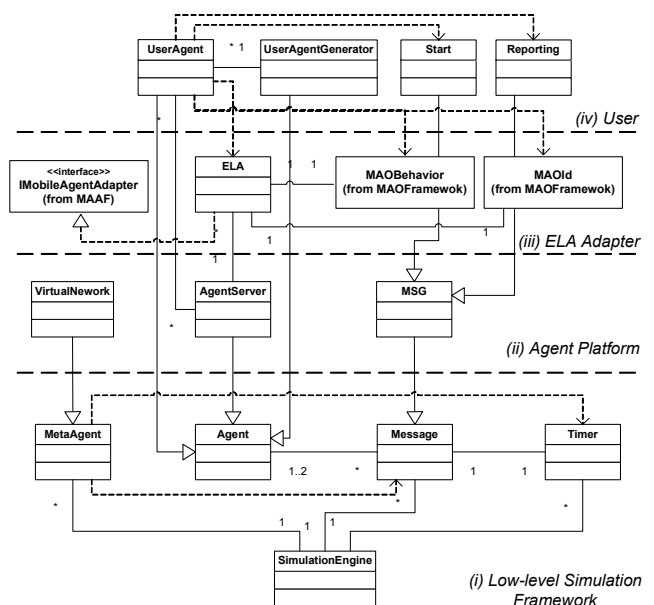 UserAgent
* 1
UserAgentGenerator
Start
Reporting
*
(iv) User
<<interface>>
IMobileAgentAdapter
(from MAAF)
ELA
1 1
MAOBehavior
(from MAOFramewok)
MAOId
(from MAOFramewok)
*
1
1
(iii) ELA Adapter
1
VirtualNework
AgentServer
MSG
*
(ii) Agent Platform
MetaAgent
Agent
Message
Timer
1..2
*
1
1
*
*
*
1
1
1
1
SimulationEngine
(i) Low-level Simulation
Framework